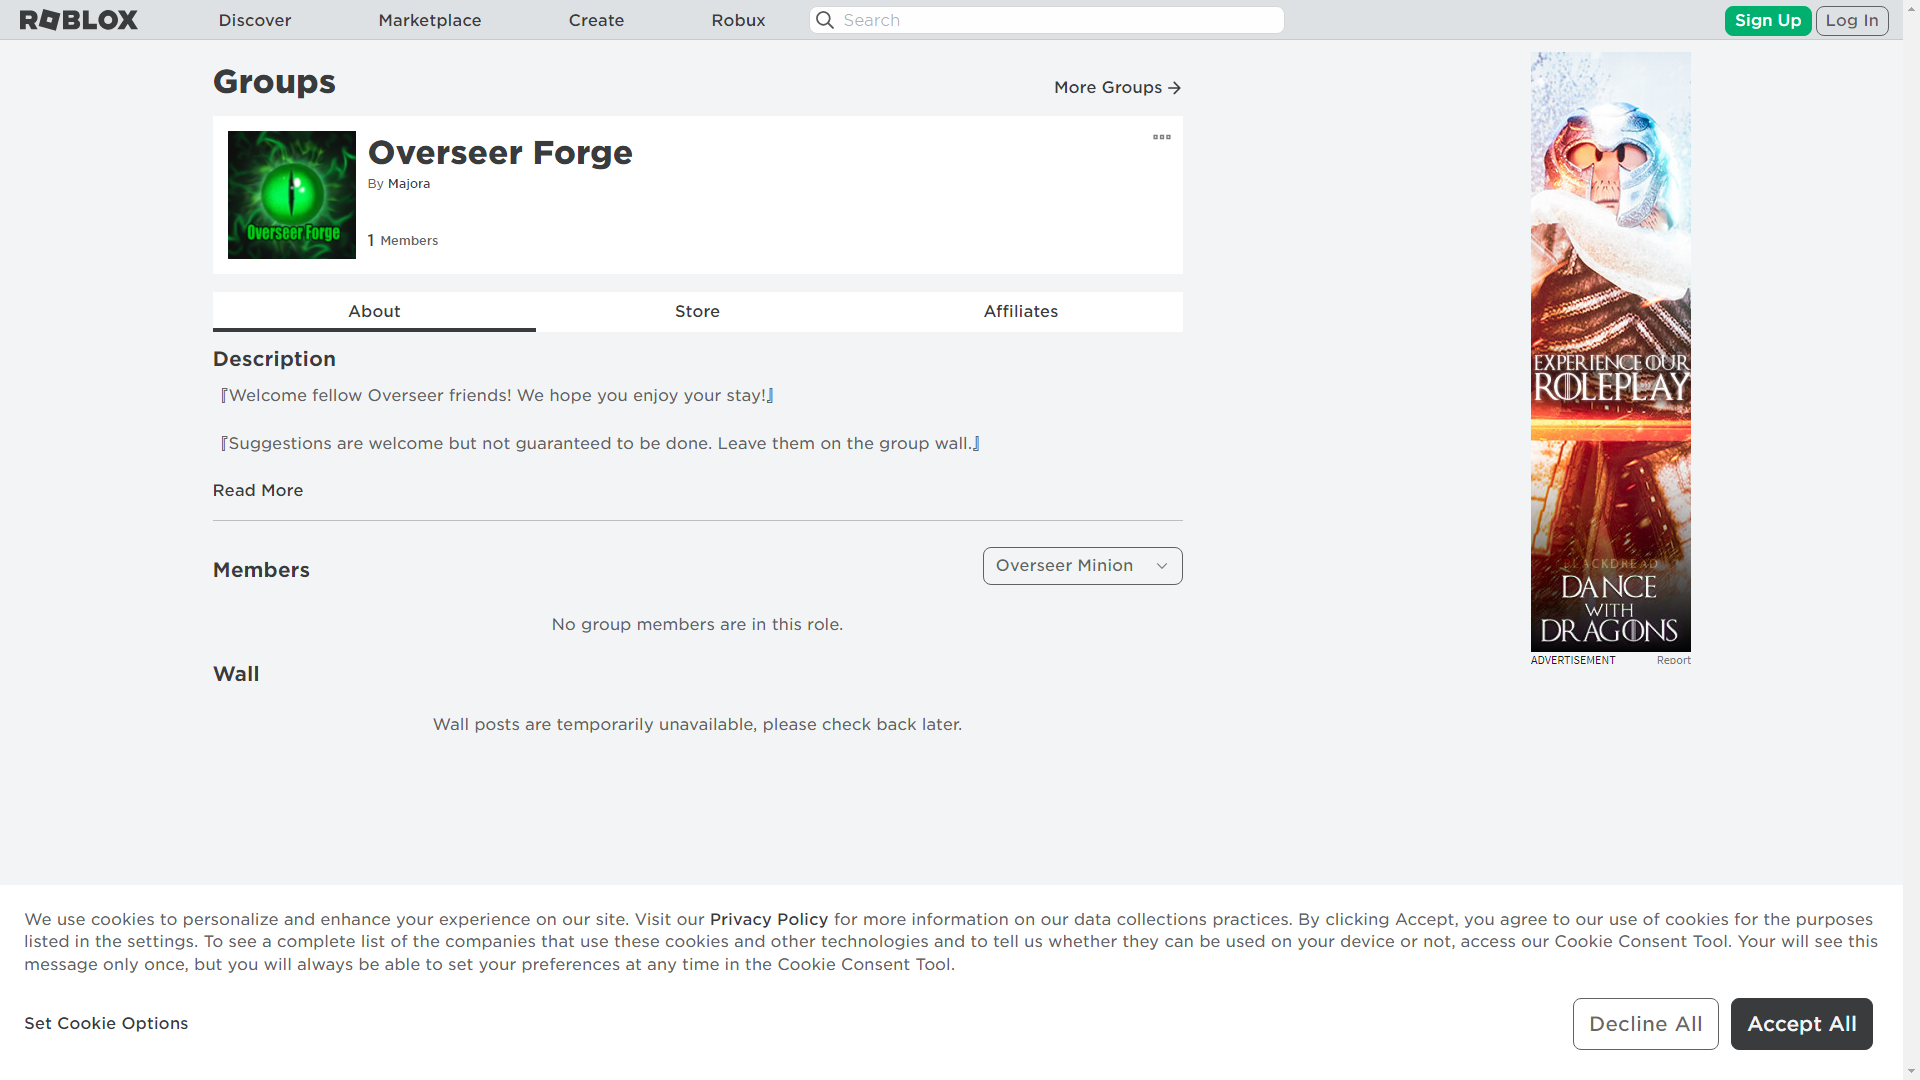 ROBLOX
Discover
Marketplace
Create
Robux
Search
Sign Up
Log In
Groups
More Groups
Overseer Forge
Overseer Forge
By Majora
1 Members
About
Store
Affiliates
Description
『Welcome fellow Overseer friends! We hope you enjoy your stay!』
『Suggestions are welcome but not guaranteed to be done. Leave them on the group wall.』
Read More
Members
Overseer Minion
No group members are in this role.
Wall
Wall posts are temporarily unavailable, please check back later.
EXPERIENCE OUR
ROLEPLAY
BLACKDREAD
DANCE
WITH
DRAGONS
ADVERTISEMENT
Report
We use cookies to personalize and enhance your experience on our site. Visit our Privacy Policy for more information on our data collections practices. By clicking Accept, you agree to our use of cookies for the purposes
listed in the settings. To see a complete list of the companies that use these cookies and other technologies and to tell us whether they can be used on your device or not, access our Cookie Consent Tool. Your will see this
message only once, but you will always be able to set your preferences at any time in the Cookie Consent Tool.
Set Cookie Options
Decline All
Accept All